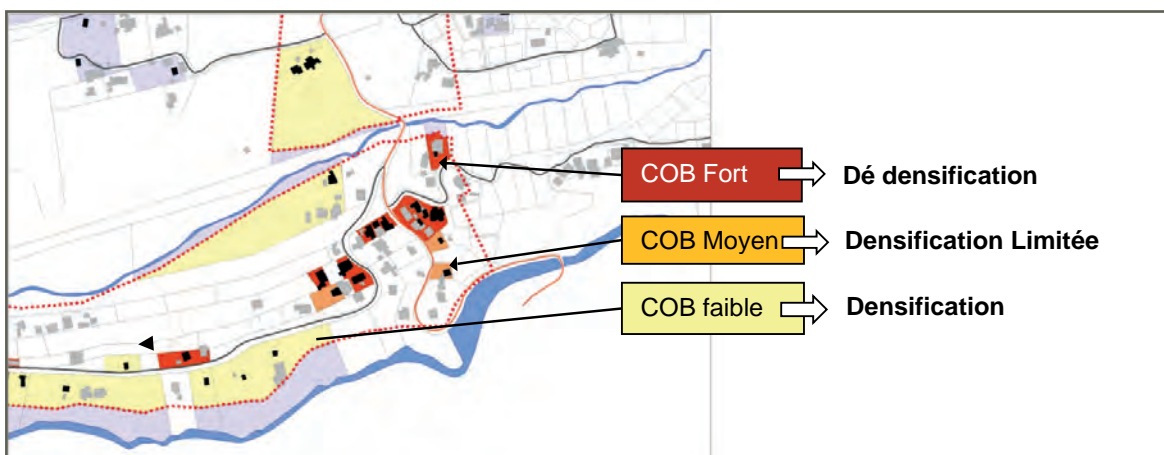 COB Fort Dé densification
COB Moyen Densification Limitée
COB faible Densification